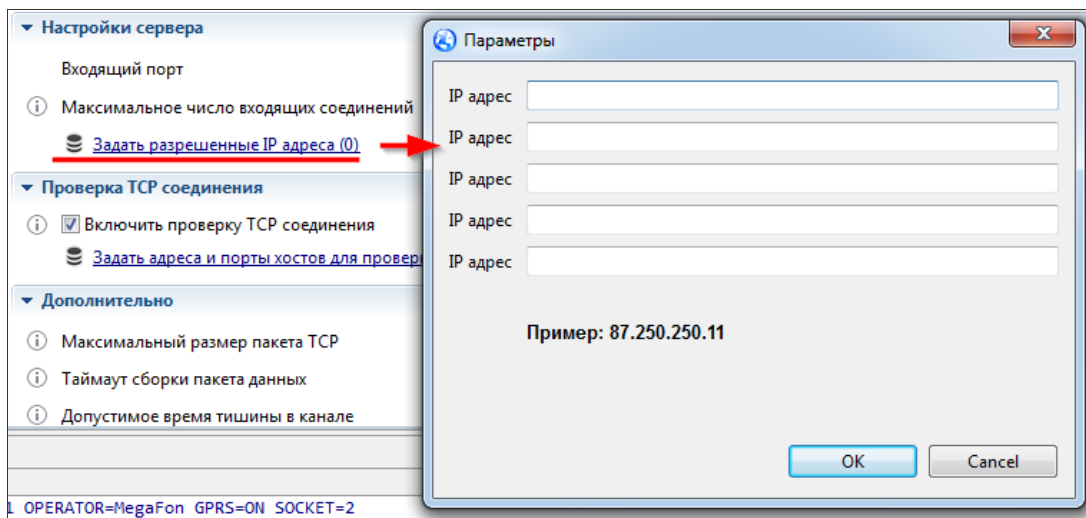 Настройки сервера
Входящий порт
Максимальное число входящих соединений
Задать разрешенные IP адреса (0)
Проверка TCP соединения
Включить проверку TCP соединения
Задать адреса и порты хостов для
Дополнительно
Максимальный размер пакета TCP
Таймаут сборки пакета данных
Допустимое время тишины в канале
1 OPERATOR=MegaFon GPRS=ON SOCKET=2
Параметры
IP адрес
IP адрес
IP адрес
IP адрес
IP адрес
Пример: 87.250.250.11
OK
Cancel